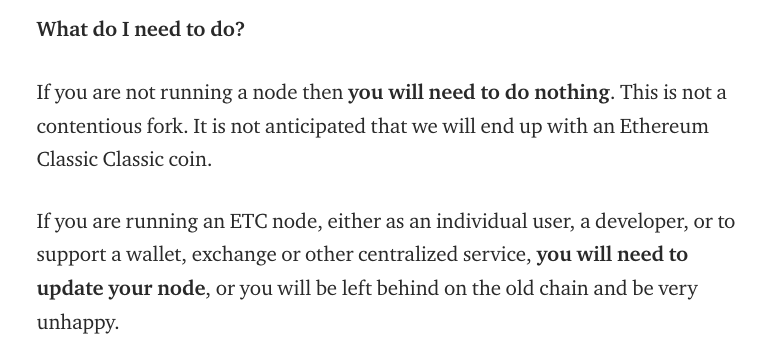 What do I need to do?
If you are not running a node then you will need to do nothing. This is not a
contentious fork. It is not anticipated that we will end up with an Ethereum
Classic Classic coin.
If you are running an ETC node, either as an individual user, a developer, or to
support a wallet, exchange or other centralized service, you will need to
update your node, or you will be left behind on the old chain and be very
unhappy.